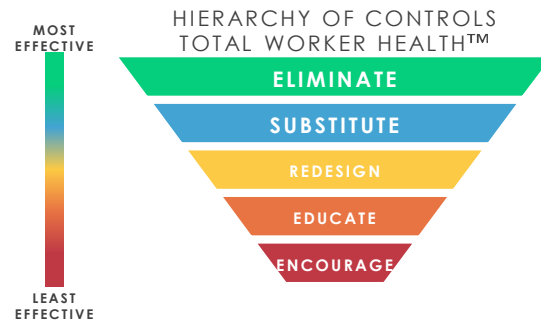 HIERARCHY OF CONTROLS
TOTAL WORKER HEALTH™
MOST
EFFECTIVE
ELIMINATE
SUBSTITUTE
REDESIGN
EDUCATE
ENCOURAGE
LEAST
EFFECTIVE